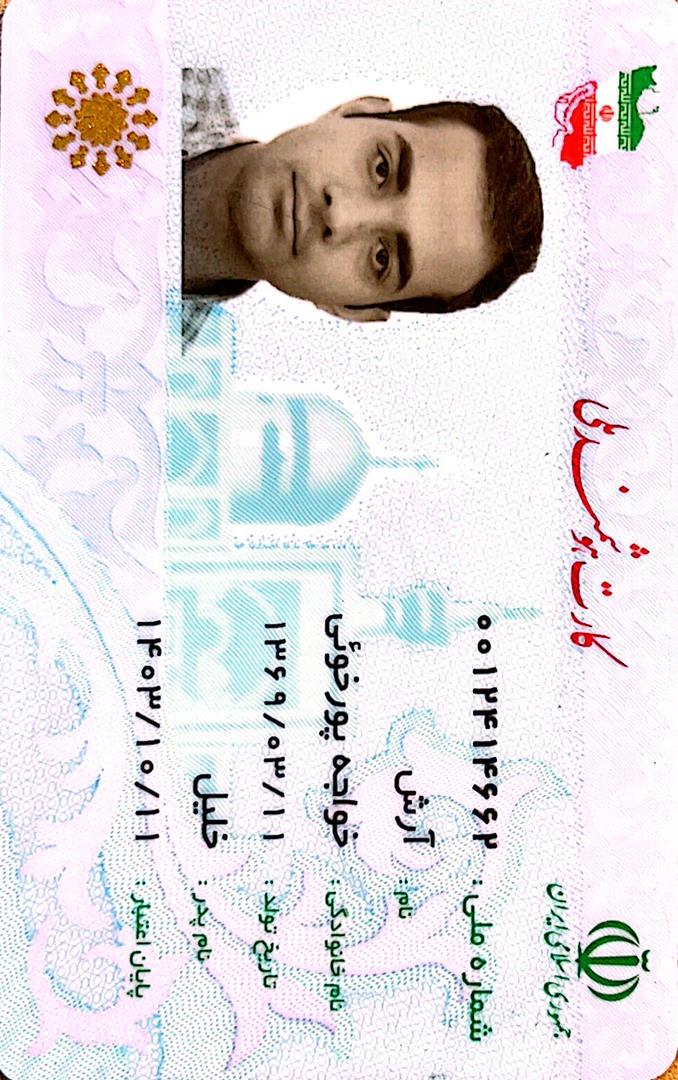 جمهوری اسلامی ایران
کارت هوشمند ملی
شماره ملی : ۰۰۱۲۴۱۴۶۶۲
نام : آرش
نام خانوادگی : خواجه پورخوئی
تاریخ تولد : ۱۳۶۹/۰۳/۱۱
نام پدر : خلیل
پایان اعتبار : ۱۴۰۳/۱۰/۱۱